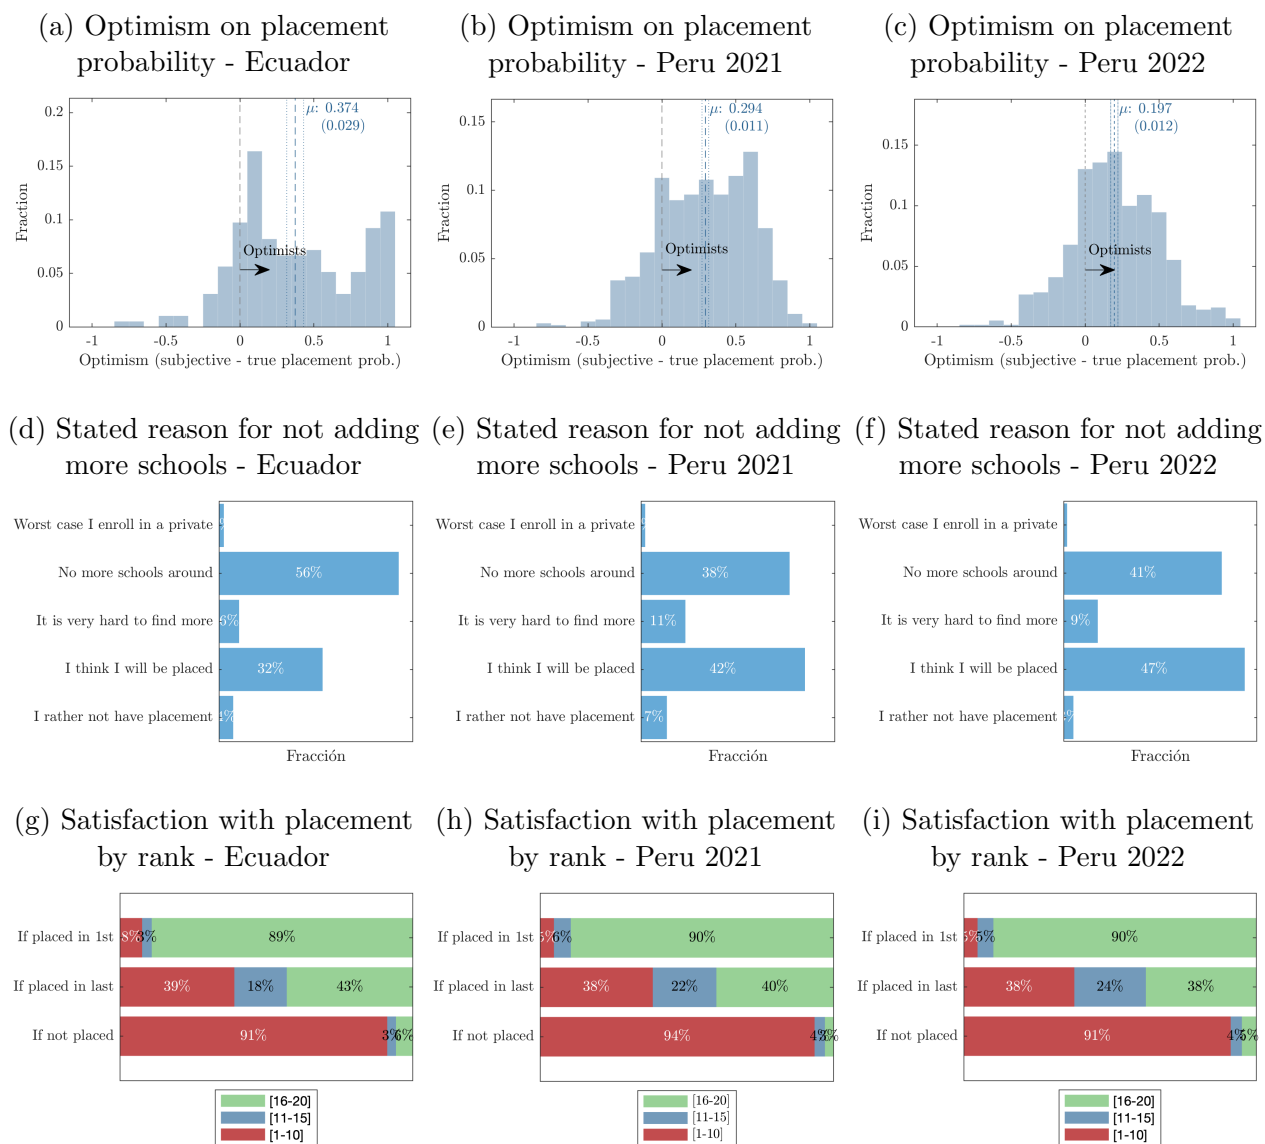 (a) Optimism on placement
probability - Ecuador
(b) Optimism on placement
probability - Peru 2021
(c) Optimism on placement
probability - Peru 2022
μ: 0.374
(0.029)
Optimists
Fraction
0.2
0.15
0.1
0.05
0
-1
-0.5
0
0.5
1
Optimism (subjective - true placement prob.)
μ: 0.294
(0.011)
Optimists
Fraction
0.15
0.1
0.05
0
-1
-0.5
0
0.5
1
Optimism (subjective - true placement prob.)
μ: 0.197
(0.012)
Optimists
Fraction
0.15
0.1
0.05
0
-1
-0.5
0
0.5
1
Optimism (subjective - true placement prob.)
(d) Stated reason for not adding
more schools - Ecuador
(e) Stated reason for not adding
more schools - Peru 2021
(f) Stated reason for not adding
more schools - Peru 2022
Worst case I enroll in a private
No more schools around
56%
It is very hard to find more
6%
I think I will be placed
32%
I rather not have placement
4%
Fracción
Worst case I enroll in a private
No more schools around
38%
It is very hard to find more
11%
I think I will be placed
42%
I rather not have placement
7%
Fracción
Worst case I enroll in a private
No more schools around
41%
It is very hard to find more
9%
I think I will be placed
47%
I rather not have placement
Fracción
(g) Satisfaction with placement
by rank - Ecuador
(h) Satisfaction with placement
by rank - Peru 2021
(i) Satisfaction with placement
by rank - Peru 2022
If placed in 1st
8%
3%
89%
If placed in last
39%
18%
43%
If not placed
91%
3%
6%
[16-20]
[11-15]
[1-10]
If placed in 1st
5%
6%
90%
If placed in last
38%
22%
40%
If not placed
94%
4%
[16-20]
[11-15]
[1-10]
If placed in 1st
5%
5%
90%
If placed in last
38%
24%
38%
If not placed
91%
4%
5%
[16-20]
[11-15]
[1-10]